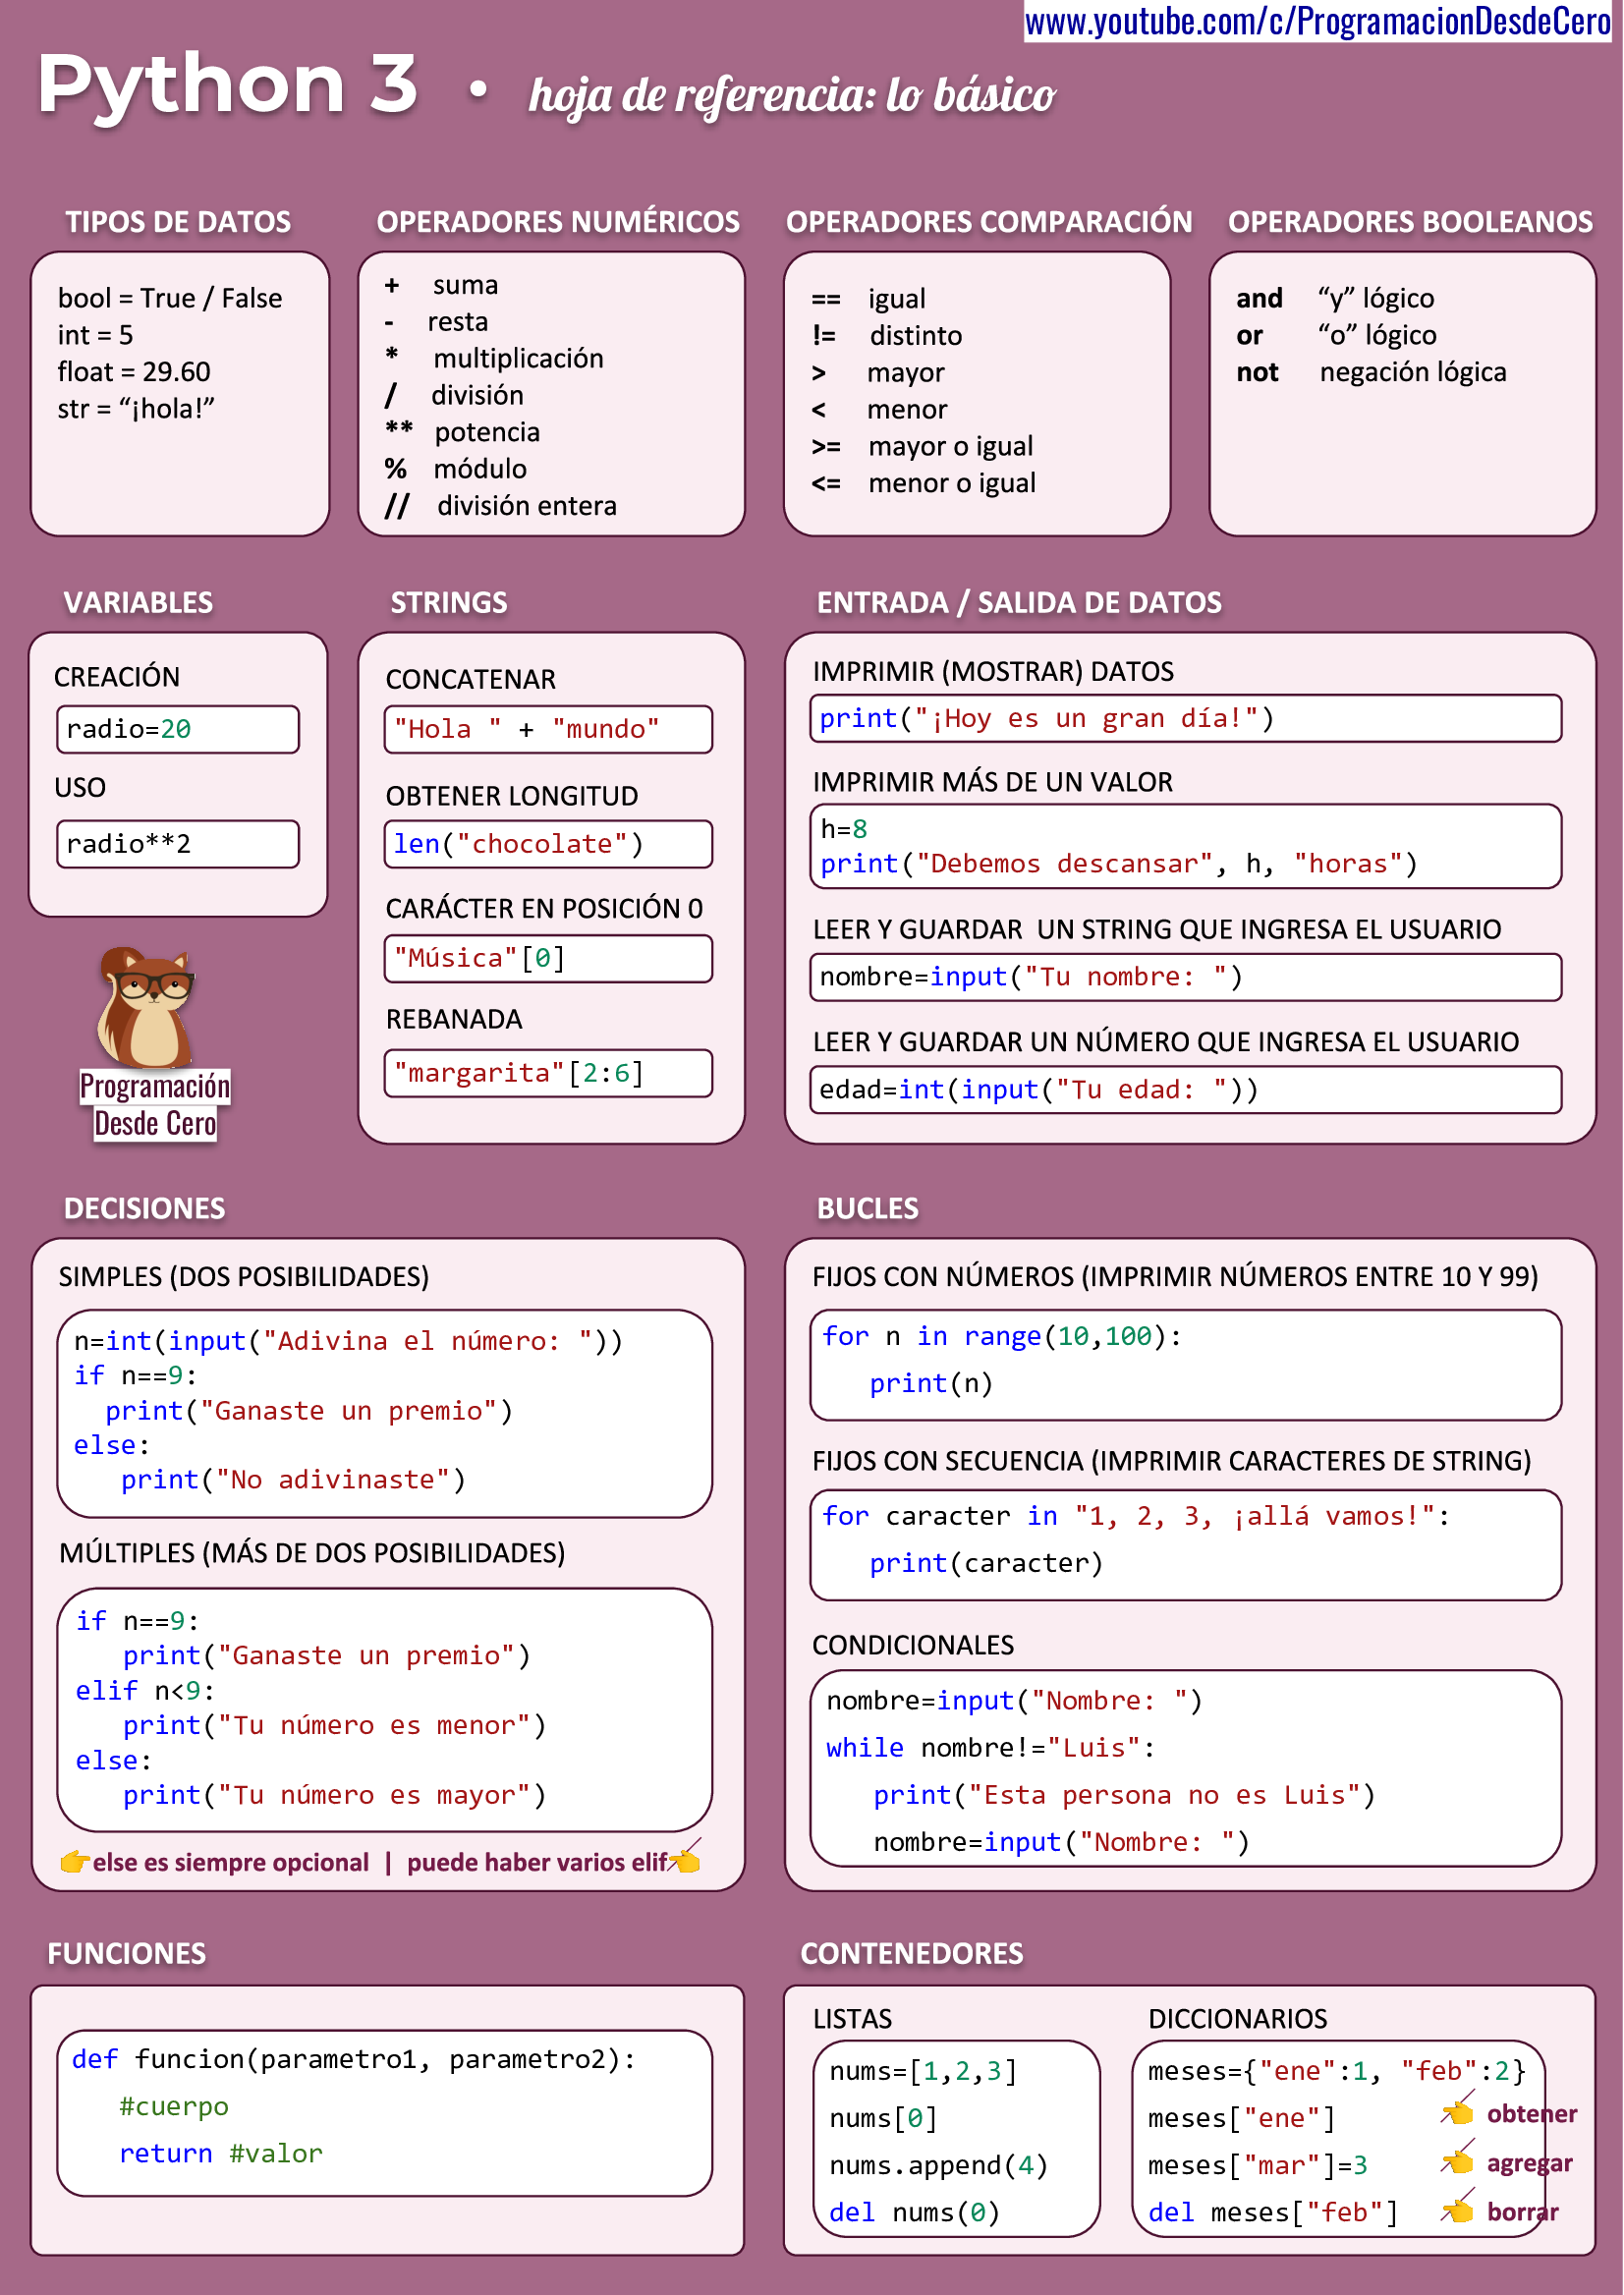 www.youtube.com/c/ProgramacionDesdeCero
Python 3 • hoja de referencia: lo básico
TIPOS DE DATOS
bool = True / False
int = 5
float = 29.60
str = “¡hola!”
OPERADORES NUMÉRICOS
+ suma
- resta
* multiplicación
/ división
** potencia
% módulo
// división entera
OPERADORES COMPARACIÓN
== igual
!= distinto
> mayor
< menor
>= mayor o igual
<= menor o igual
OPERADORES BOOLEANOS
and “y” lógico
or “o” lógico
not negación lógica
VARIABLES
CREACIÓN
radio=20
USO
radio**2
Programación
Desde Cero
STRINGS
CONCATENAR
"Hola " + "mundo"
OBTENER LONGITUD
len("chocolate")
CARÁCTER EN POSICIÓN 0
"Música"[0]
REBANADA
"margarita"[2:6]
ENTRADA / SALIDA DE DATOS
IMPRIMIR (MOSTRAR) DATOS
print("¡Hoy es un gran día!")
IMPRIMIR MÁS DE UN VALOR
h=8
print("Debemos descansar", h, "horas")
LEER Y GUARDAR UN STRING QUE INGRESA EL USUARIO
nombre=input("Tu nombre: ")
LEER Y GUARDAR UN NÚMERO QUE INGRESA EL USUARIO
edad=int(input("Tu edad: "))
DECISIONES
SIMPLES (DOS POSIBILIDADES)
n=int(input("Adivina el número: "))
if n==9:
print("Ganaste un premio")
else:
print("No adivinaste")
MÚLTIPLES (MÁS DE DOS POSIBILIDADES)
if n==9:
print("Ganaste un premio")
elif n<9:
print("Tu número es menor")
else:
print("Tu número es mayor")
👉else es siempre opcional | puede haber varios elif👈
BUCLES
FIJOS CON NÚMEROS (IMPRIMIR NÚMEROS ENTRE 10 Y 99)
for n in range(10,100):
print(n)
FIJOS CON SECUENCIA (IMPRIMIR CARACTERES DE STRING)
for caracter in "1, 2, 3, ¡allá vamos!":
print(caracter)
CONDICIONALES
nombre=input("Nombre: ")
while nombre!="Luis":
print("Esta persona no es Luis")
nombre=input("Nombre: ")
FUNCIONES
def funcion(parametro1, parametro2):
#cuerpo
return #valor
CONTENEDORES
LISTAS
nums=[1,2,3]
nums[0]
nums.append(4)
del nums(0)
DICCIONARIOS
meses={"ene":1, "feb":2}
meses["ene"] 👈 obtener
meses["mar"]=3 👈 agregar
del meses["feb"] 👈 borrar